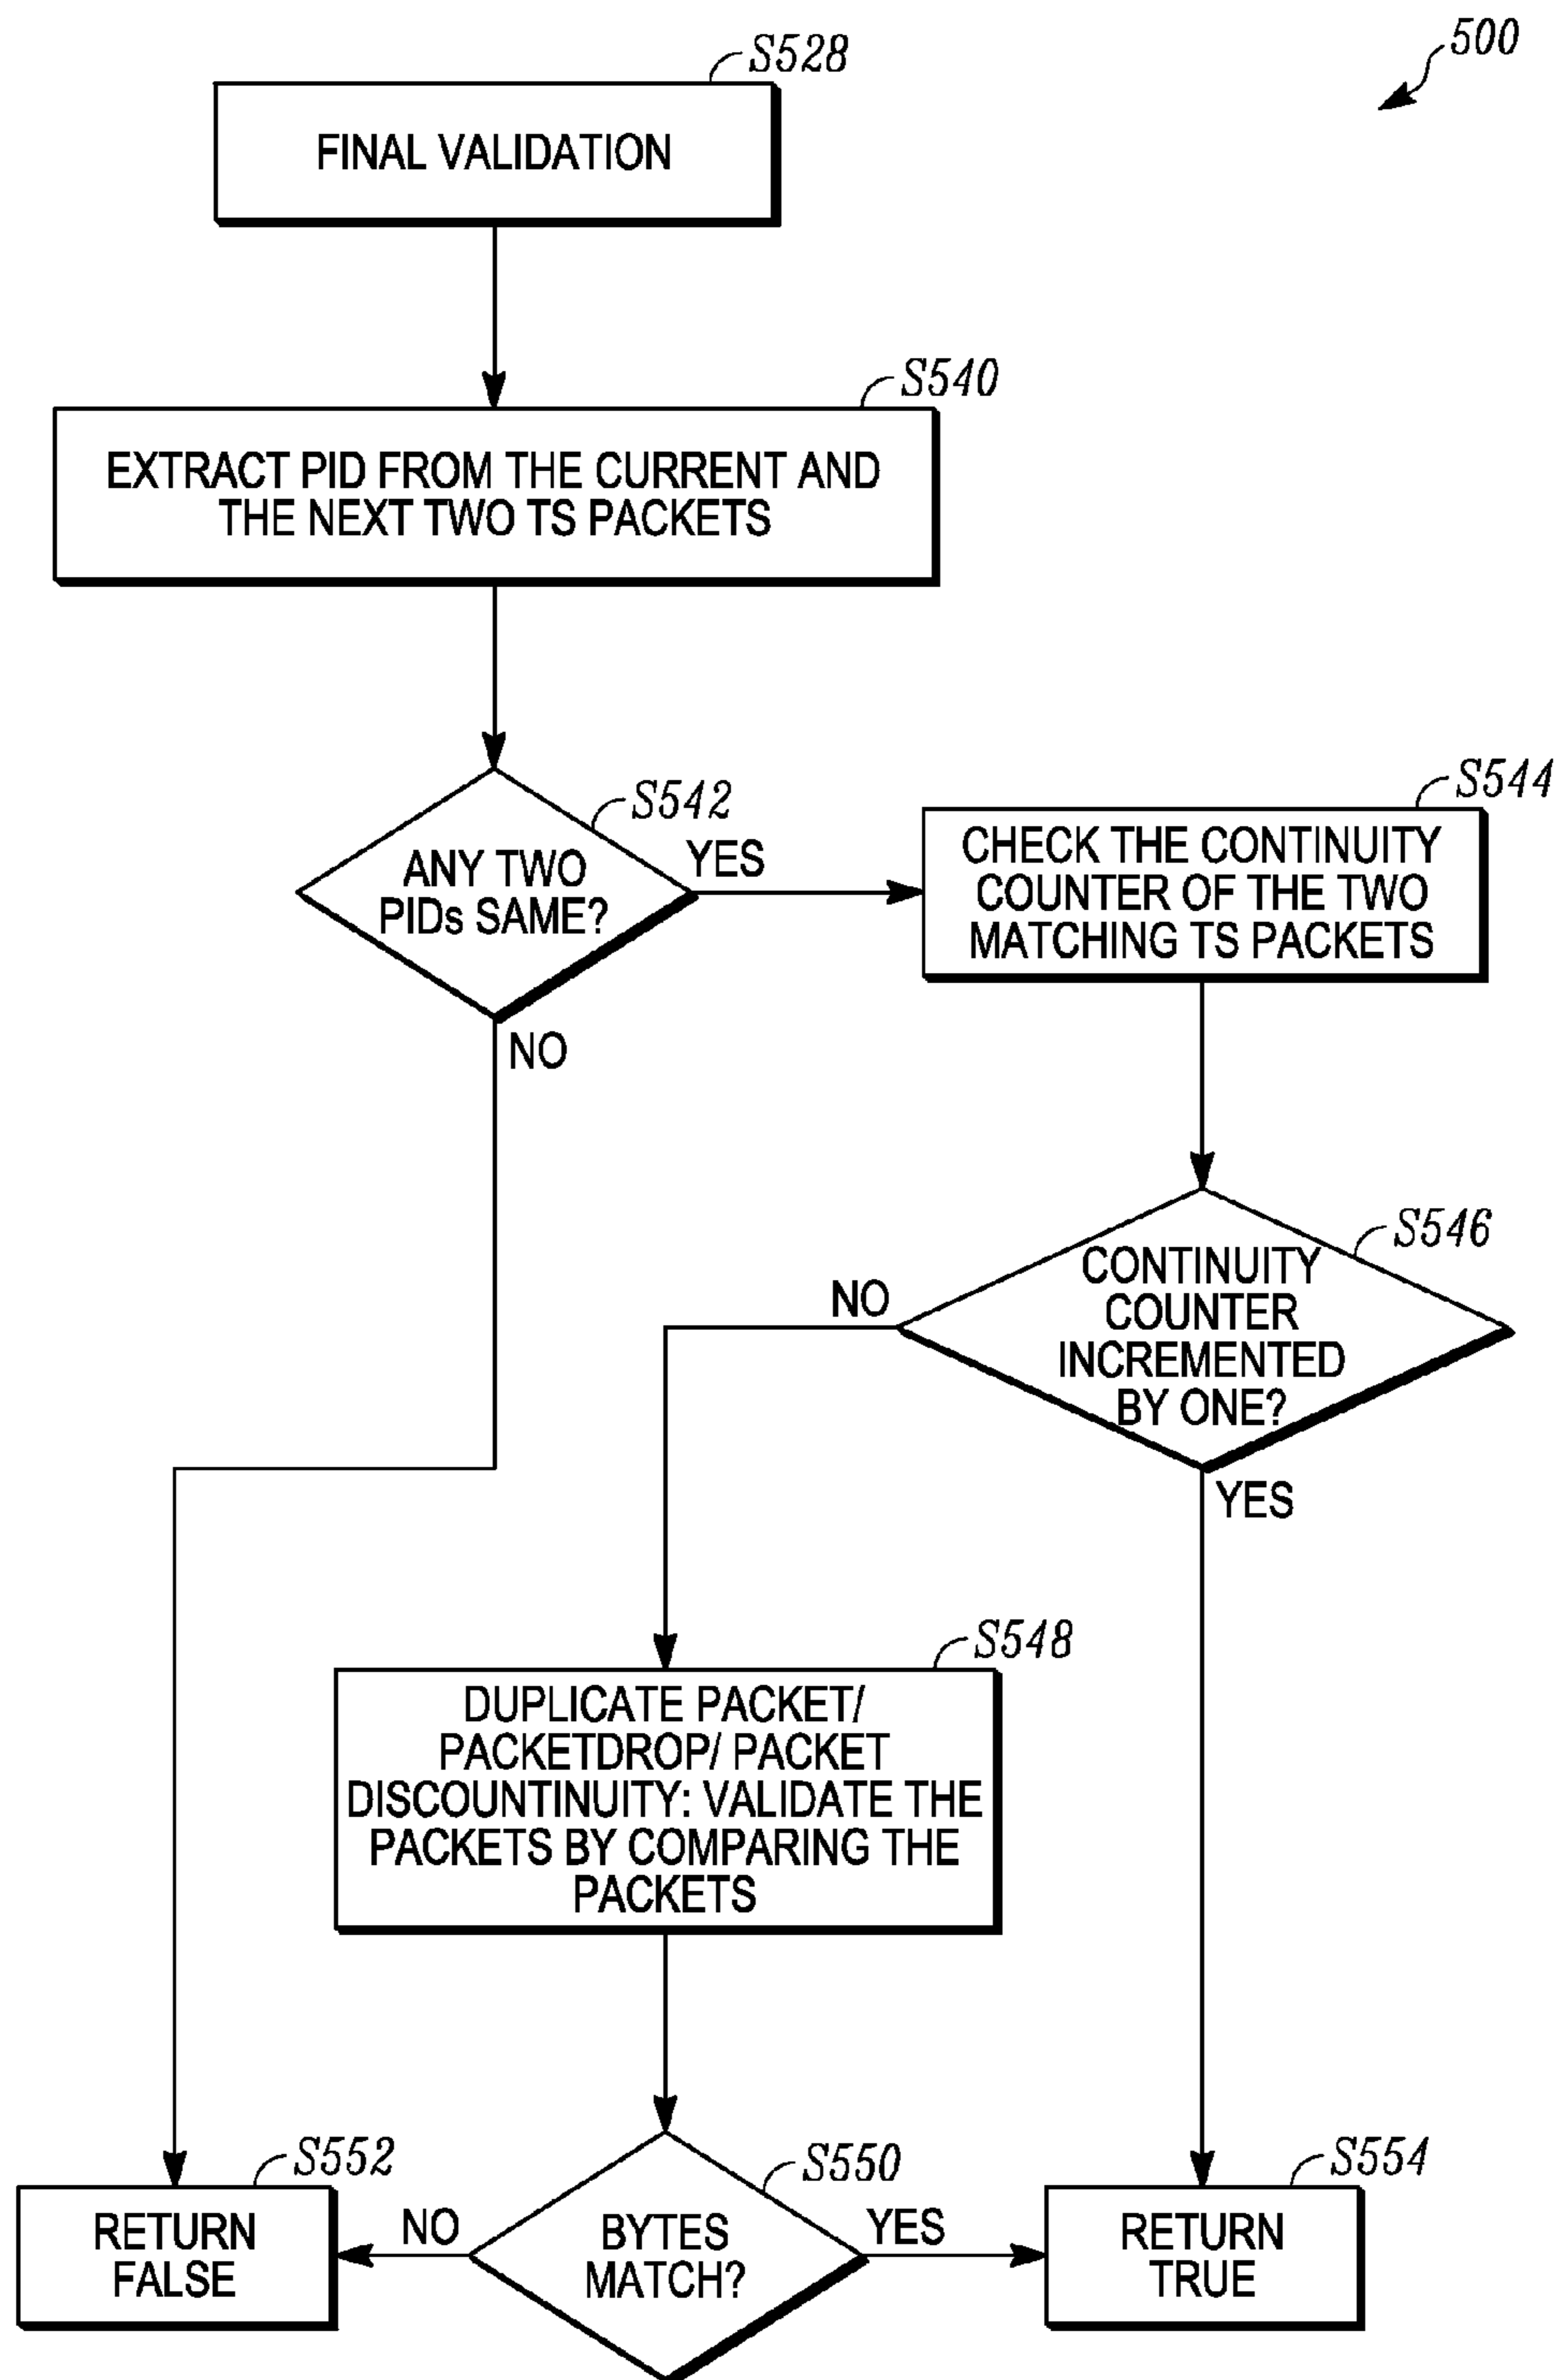 S528
500
FINAL VALIDATION
S540
EXTRACT PID FROM THE CURRENT AND
THE NEXT TWO TS PACKETS
S542
ANY TWO
PIDs SAME?
YES
NO
S544
CHECK THE CONTINUITY
COUNTER OF THE TWO
MATCHING TS PACKETS
S546
CONTINUITY
COUNTER
INCREMENTED
BY ONE?
NO
YES
S548
DUPLICATE PACKET/
PACKETDROP/ PACKET
DISCOUNTINUITY: VALIDATE THE
PACKETS BY COMPARING THE
PACKETS
S552
RETURN
FALSE
NO
S550
BYTES
MATCH?
YES
S554
RETURN
TRUE